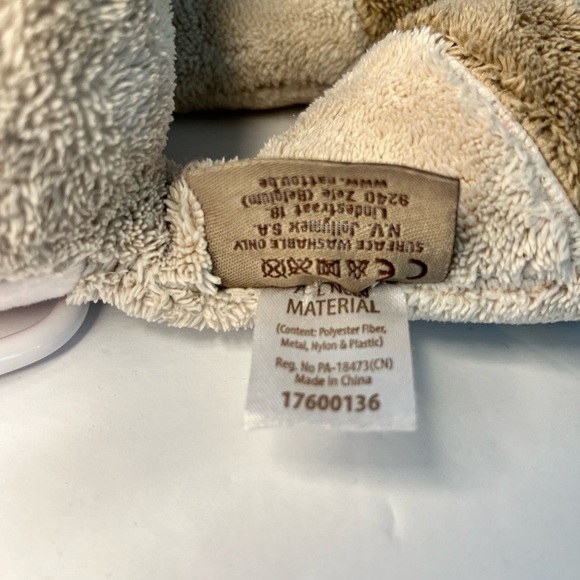 SURFACE WASHABLE ONLY
N.V. Jollymex S.A.
Lindestraat 18
9240 Zele (Belgium)
www.nattou.be
MATERIAL
(Content: Polyester Fiber,
Metal, Nylon & Plastic)
Reg. No PA-18473(CN)
Made in China
17600136